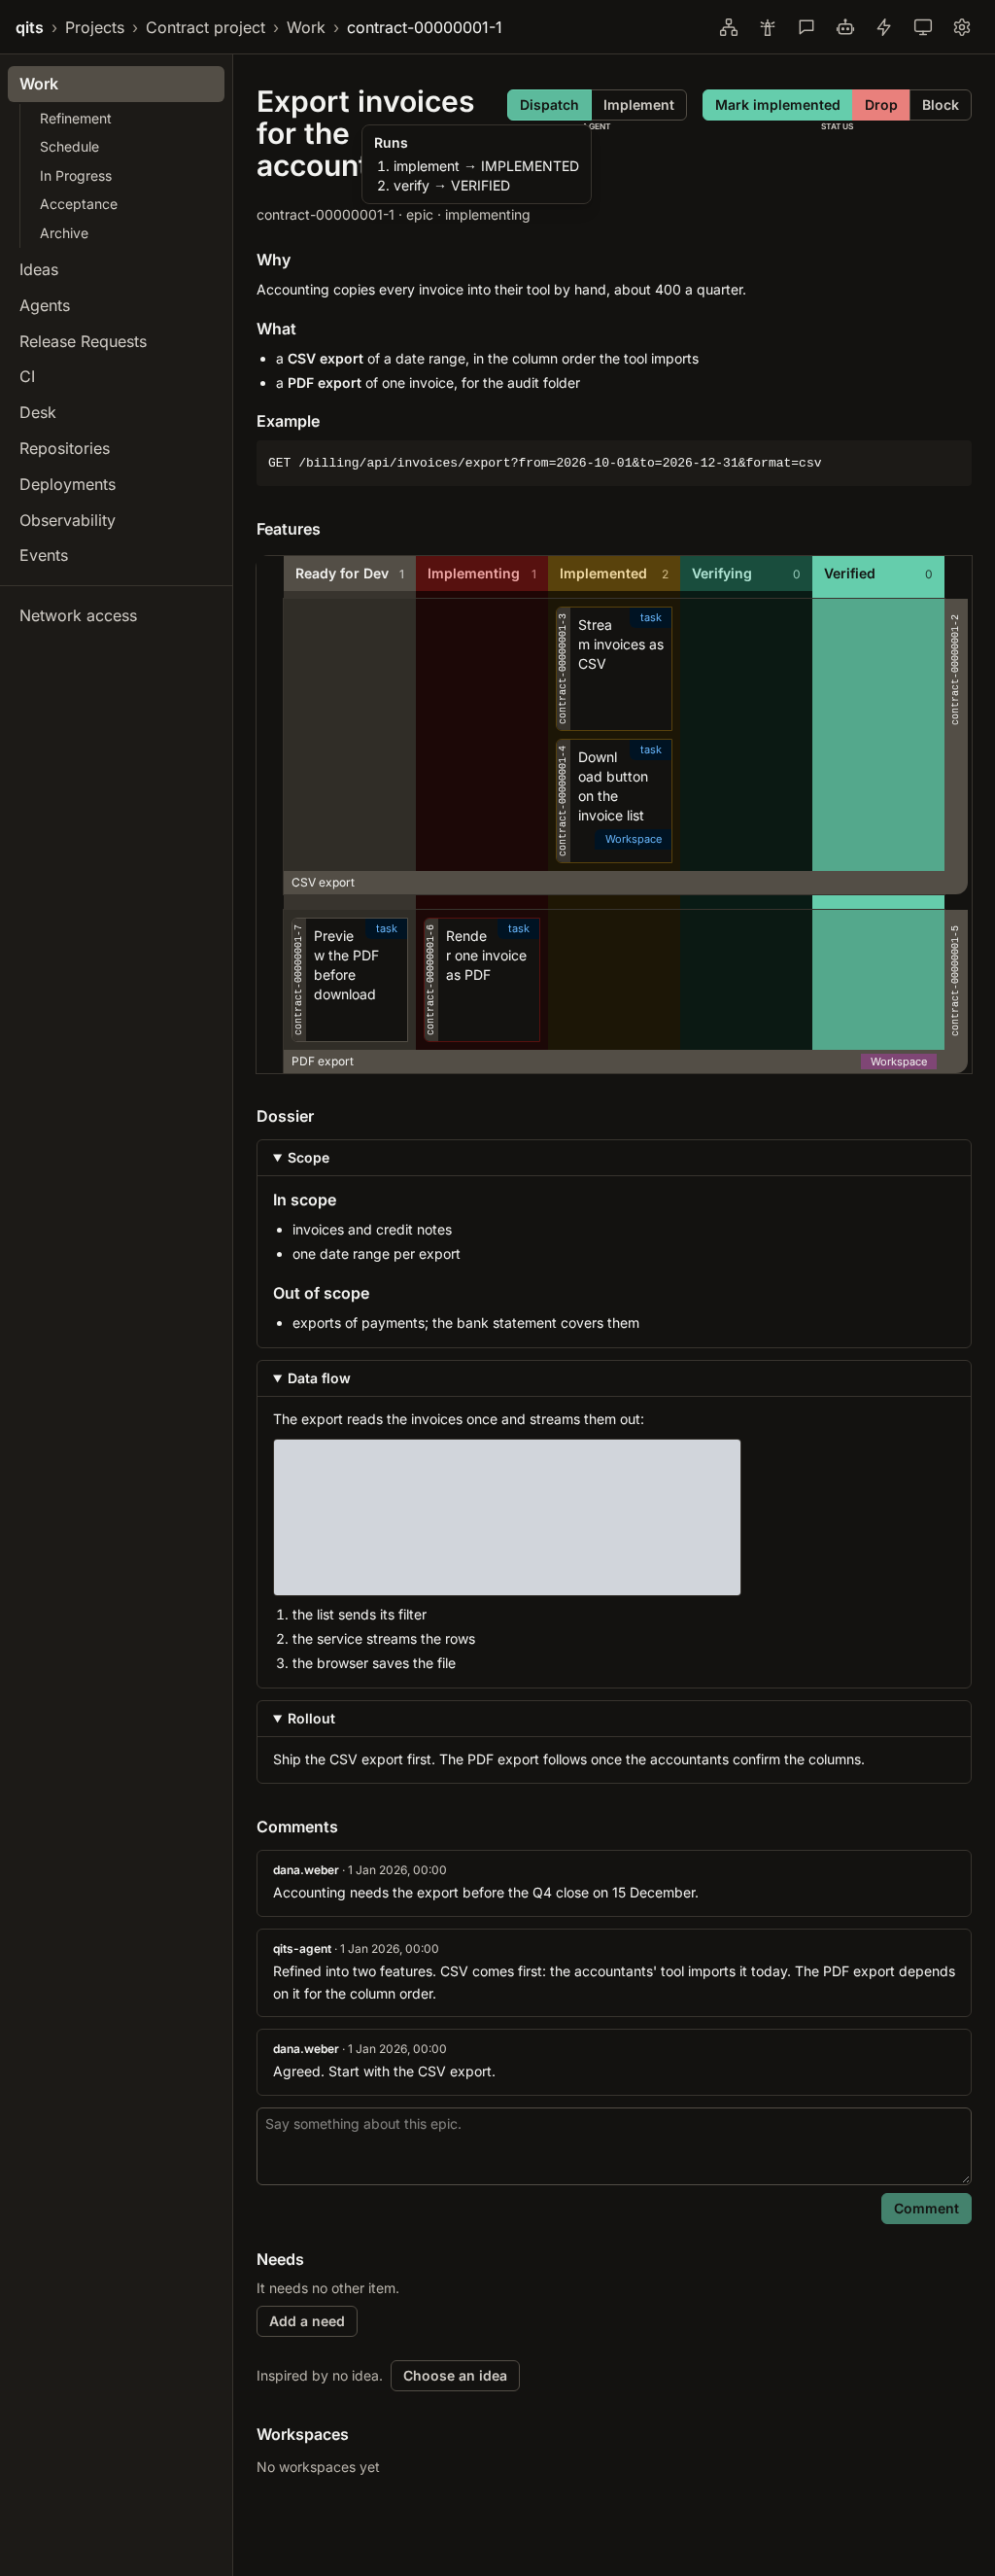 qits › Projects › Contract project › Work › contract-00000001-1
Work
Refinement
Schedule
In Progress
Acceptance
Archive
Ideas
Agents
Release Requests
CI
Desk
Repositories
Deployments
Observability
Events
Network access
Export invoices
for the
Dispatch
Implement
Mark implemented
Drop
Block
STATUS
Runs
1. implement → IMPLEMENTED
2. verify → VERIFIED
contract-00000001-1 · epic · implementing
Why
Accounting copies every invoice into their tool by hand, about 400 a quarter.
What
• a CSV export of a date range, in the column order the tool imports
• a PDF export of one invoice, for the audit folder
Example
GET /billing/api/invoices/export?from=2026-10-01&to=2026-12-31&format=csv
Features
Ready for Dev 1
Implementing 1
Implemented 2
Verifying 0
Verified 0
contract-00000001-3
task
Strea
m invoices as
CSV
contract-00000001-2
contract-00000001-4
task
Downl
oad button
on the
invoice list
Workspace
CSV export
contract-00000001-7
task
Previe
w the PDF
before
download
contract-00000001-6
task
Rende
r one invoice
as PDF
contract-00000001-5
PDF export
Workspace
Dossier
▼ Scope
In scope
• invoices and credit notes
• one date range per export
Out of scope
• exports of payments; the bank statement covers them
▼ Data flow
The export reads the invoices once and streams them out:
1. the list sends its filter
2. the service streams the rows
3. the browser saves the file
▼ Rollout
Ship the CSV export first. The PDF export follows once the accountants confirm the columns.
Comments
dana.weber · 1 Jan 2026, 00:00
Accounting needs the export before the Q4 close on 15 December.
qits-agent · 1 Jan 2026, 00:00
Refined into two features. CSV comes first: the accountants' tool imports it today. The PDF export depends
on it for the column order.
dana.weber · 1 Jan 2026, 00:00
Agreed. Start with the CSV export.
Say something about this epic.
Comment
Needs
It needs no other item.
Add a need
Inspired by no idea.
Choose an idea
Workspaces
No workspaces yet